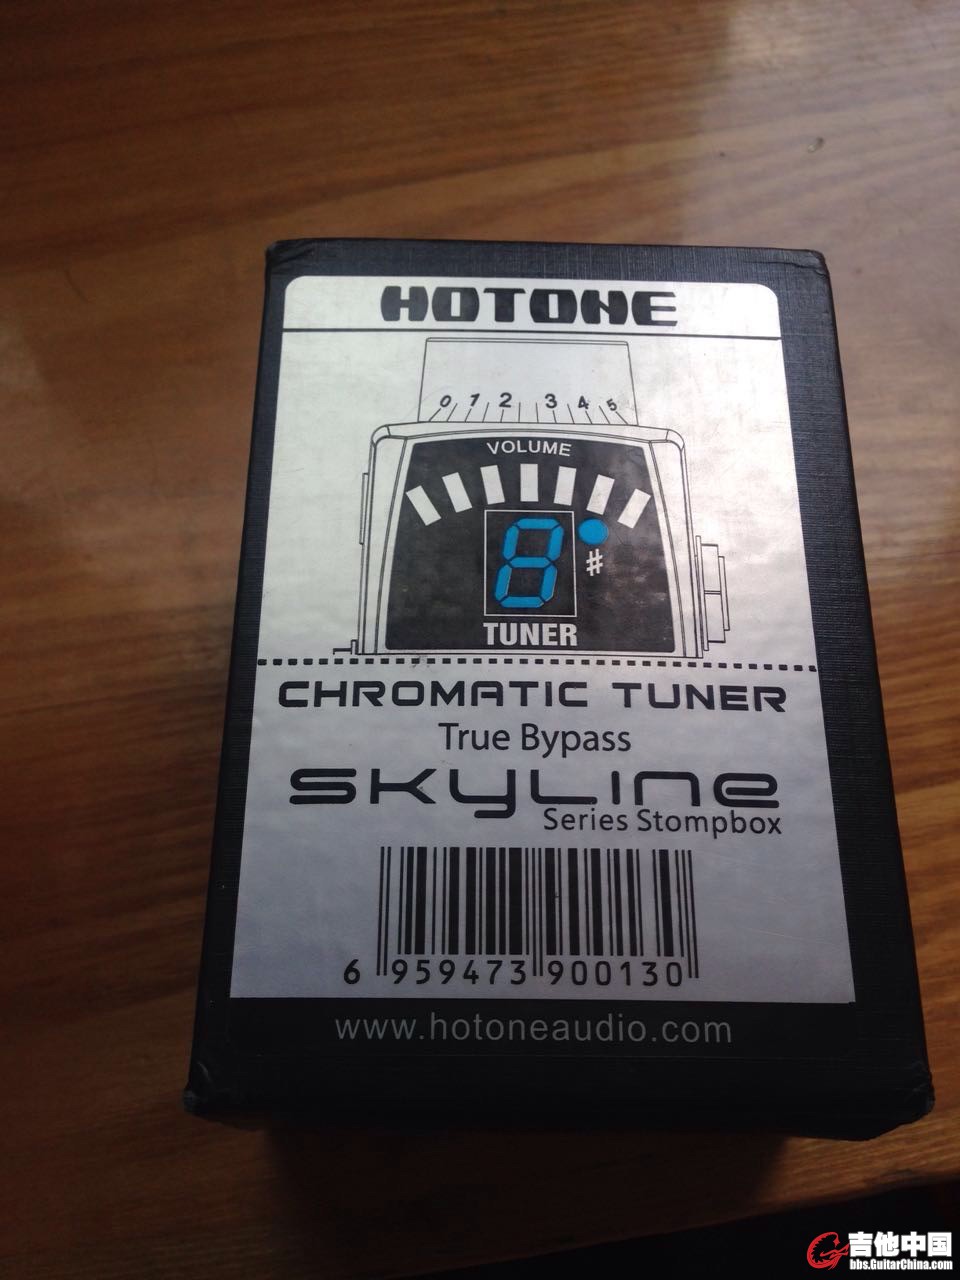 HOTONE
0 1 2 3 4 5
VOLUME
8
#
TUNER
CHROMATIC TUNER
True Bypass
SKYLINE
Series Stompbox
6 959473 900130
www.hotoneaudio.com
吉他中国
bbs.GuitarChina.com